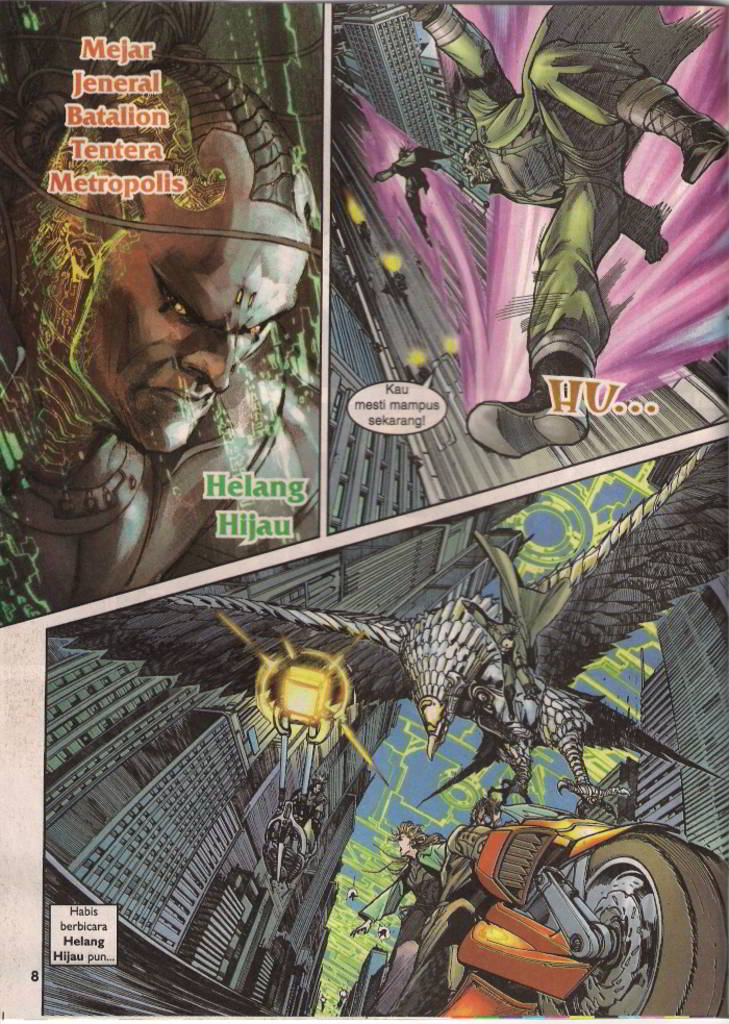 Mejar
Jeneral
Batalion
Tentera
Metropolis
Helang
Hijau
Kau
mesti mampus
sekarang!
HU...
Habis
berbicara
Helang
Hijau pun...
8